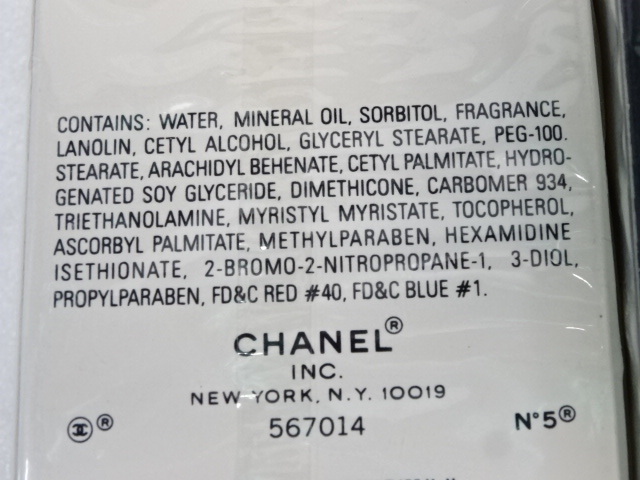 CONTAINS: WATER, MINERAL OIL, SORBITOL, FRAGRANCE,
LANOLIN, CETYL ALCOHOL, GLYCERYL STEARATE, PEG-100.
STEARATE, ARACHIDYL BEHENATE, CETYL PALMITATE, HYDRO-
GENATED SOY GLYCERIDE, DIMETHICONE, CARBOMER 934,
TRIETHANOLAMINE, MYRISTYL MYRISTATE, TOCOPHEROL,
ASCORBYL PALMITATE, METHYLPARABEN, HEXAMIDINE
ISETHIONATE, 2-BROMO-2-NITROPROPANE-1, 3-DIOL,
PROPYLPARABEN, FD&C RED #40, FD&C BLUE #1.
CHANEL®
INC.
NEW YORK, N.Y. 10019
® 567014 N°5®